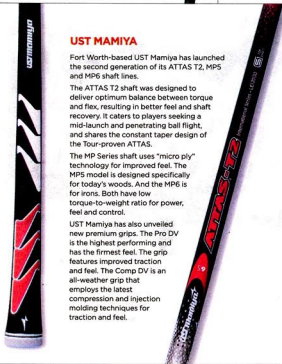 ustmamiya
UST MAMIYA
Fort Worth-based UST Mamiya has launched
the second generation of its ATTAS T2, MP5
and MP6 shaft lines.
The ATTAS T2 shaft was designed to
deliver optimum balance between torque
and flex, resulting in better feel and shaft
recovery. It caters to players seeking a
mid-launch and penetrating ball flight,
and shares the constant taper design of
the Tour-proven ATTAS.
The MP Series shaft uses “micro ply”
technology for improved feel. The
MP5 model is designed specifically
for today's woods. And the MP6 is
for irons. Both have low
torque-to-weight ratio for power,
feel and control.
UST Mamiya has also unveiled
new premium grips. The Pro DV
is the highest performing and
has the firmest feel. The grip
features improved traction
and feel. The Comp DV is an
all-weather grip that
employs the latest
compression and injection
molding techniques for
traction and feel.
ustmamiya
ATTAS-T2
International Series